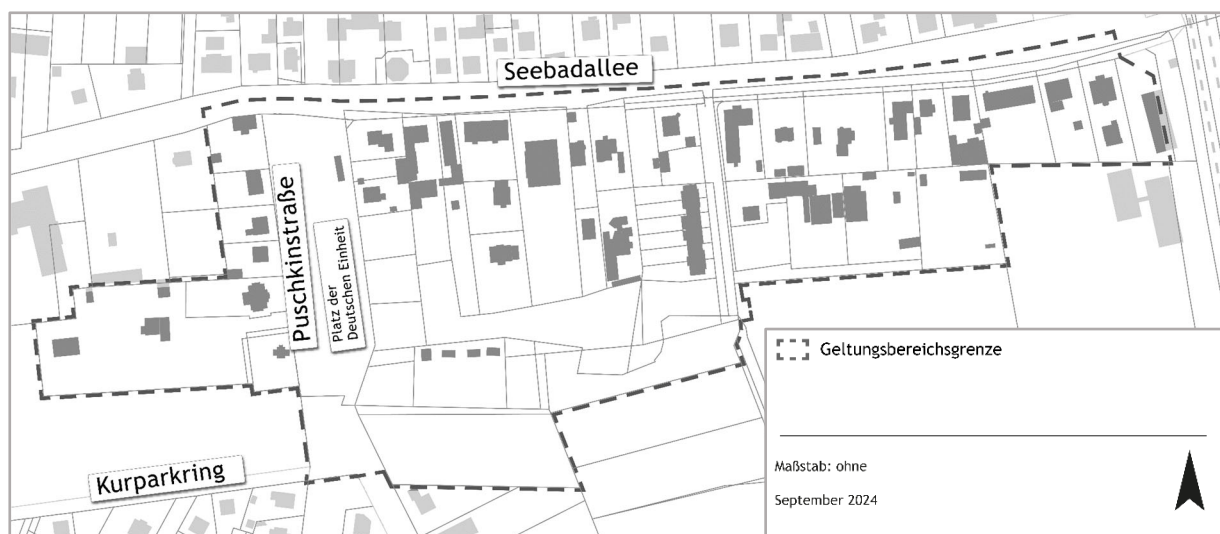 Seebadallee
Puschkinstraße
Platz der
Deutschen Einheit
Kurparkring
Geltungsbereichsgrenze
Maßstab: ohne
September 2024